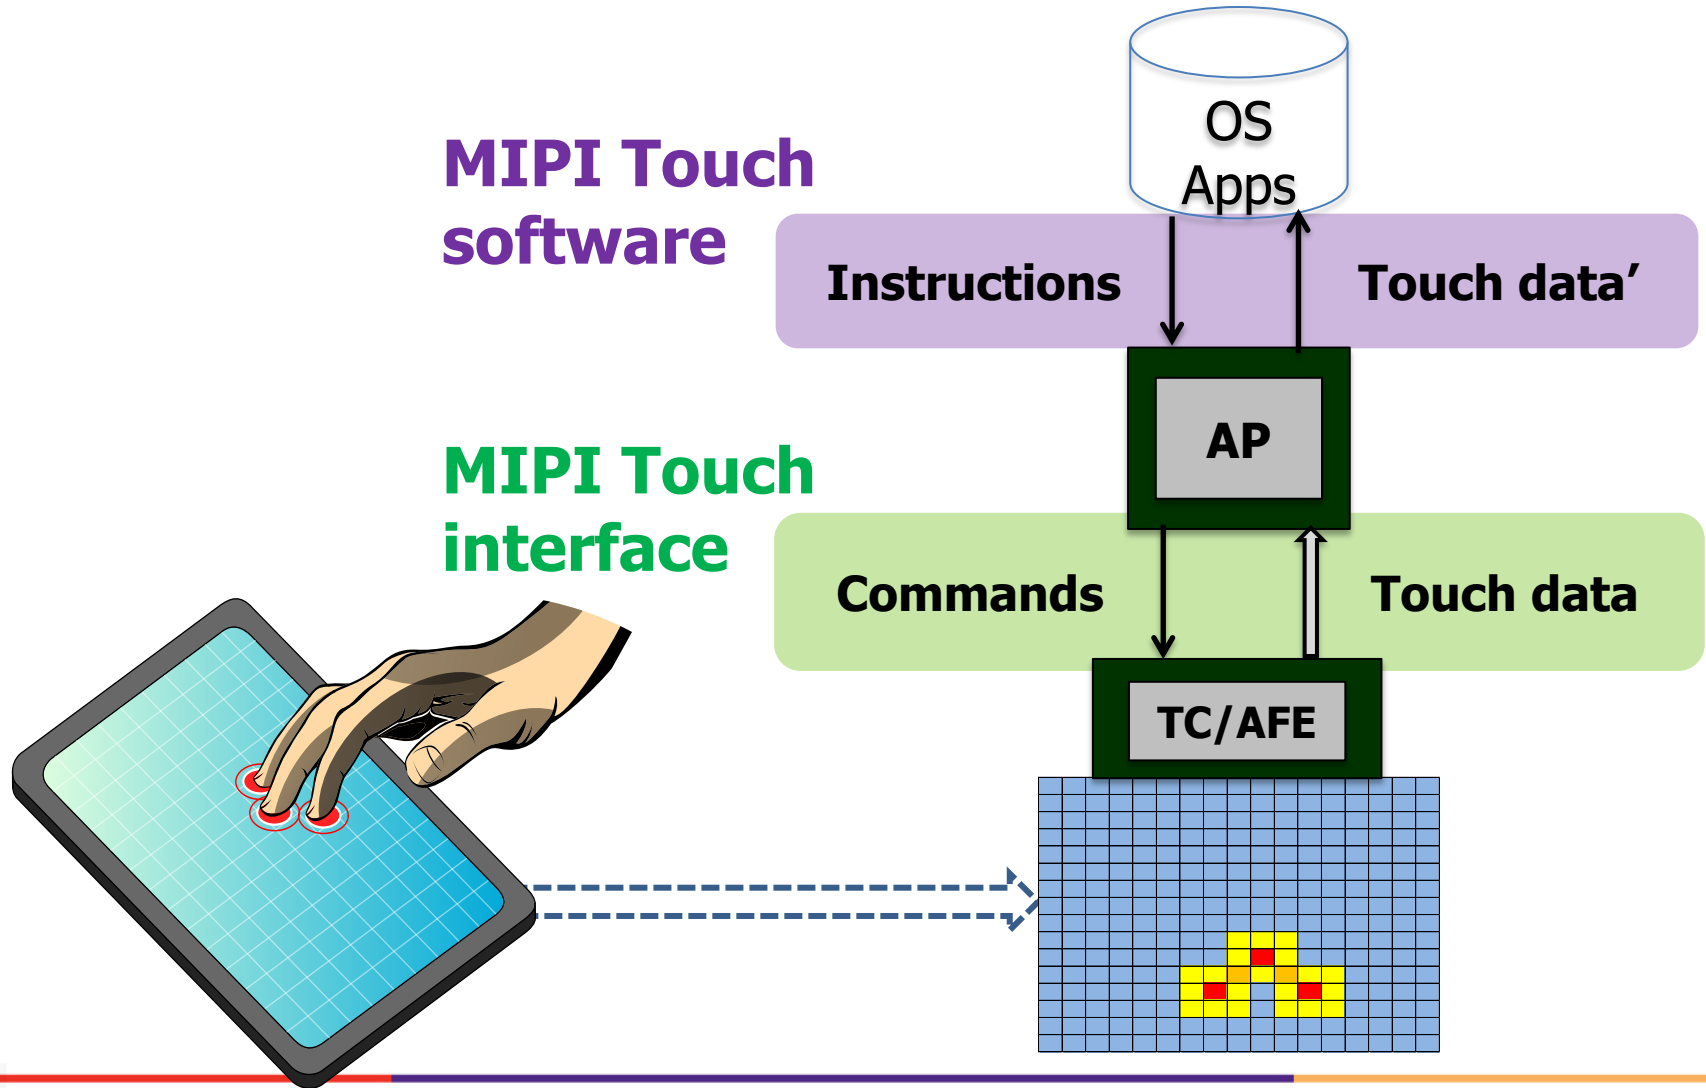 OS
Apps
MIPI Touch
software
Instructions
Touch data’
AP
MIPI Touch
interface
Commands
Touch data
TC/AFE